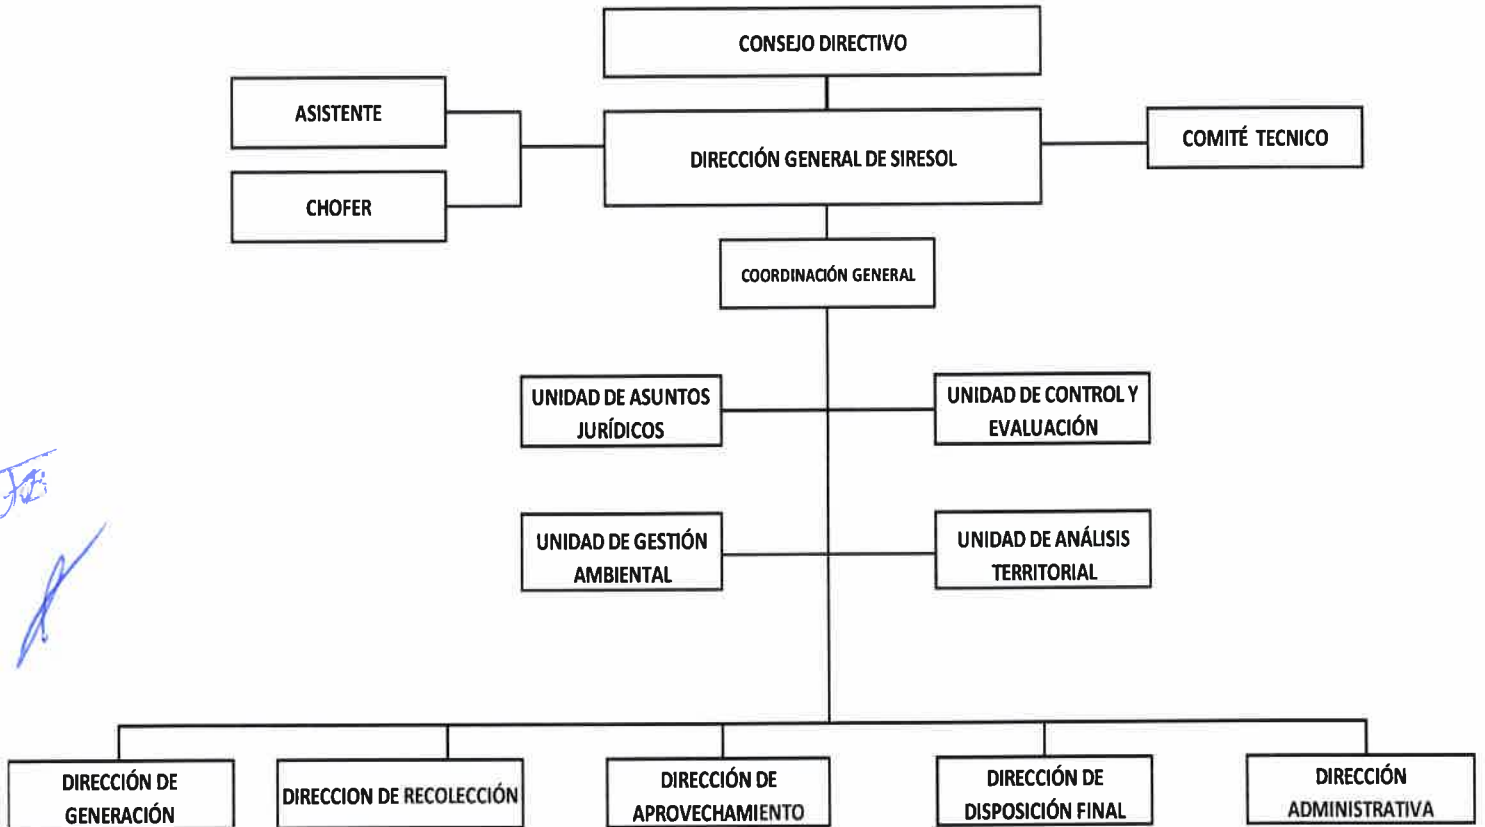 CONSEJO DIRECTIVO
ASISTENTE
DIRECCIÓN GENERAL DE SIRESOL
COMITÉ TECNICO
CHOFER
COORDINACIÓN GENERAL
UNIDAD DE ASUNTOS
JURÍDICOS
UNIDAD DE CONTROL Y
EVALUACIÓN
UNIDAD DE GESTIÓN
AMBIENTAL
UNIDAD DE ANÁLISIS
TERRITORIAL
DIRECCIÓN DE
GENERACIÓN
DIRECCION DE RECOLECCIÓN
DIRECCIÓN DE
APROVECHAMIENTO
DIRECCIÓN DE
DISPOSICIÓN FINAL
DIRECCIÓN
ADMINISTRATIVA